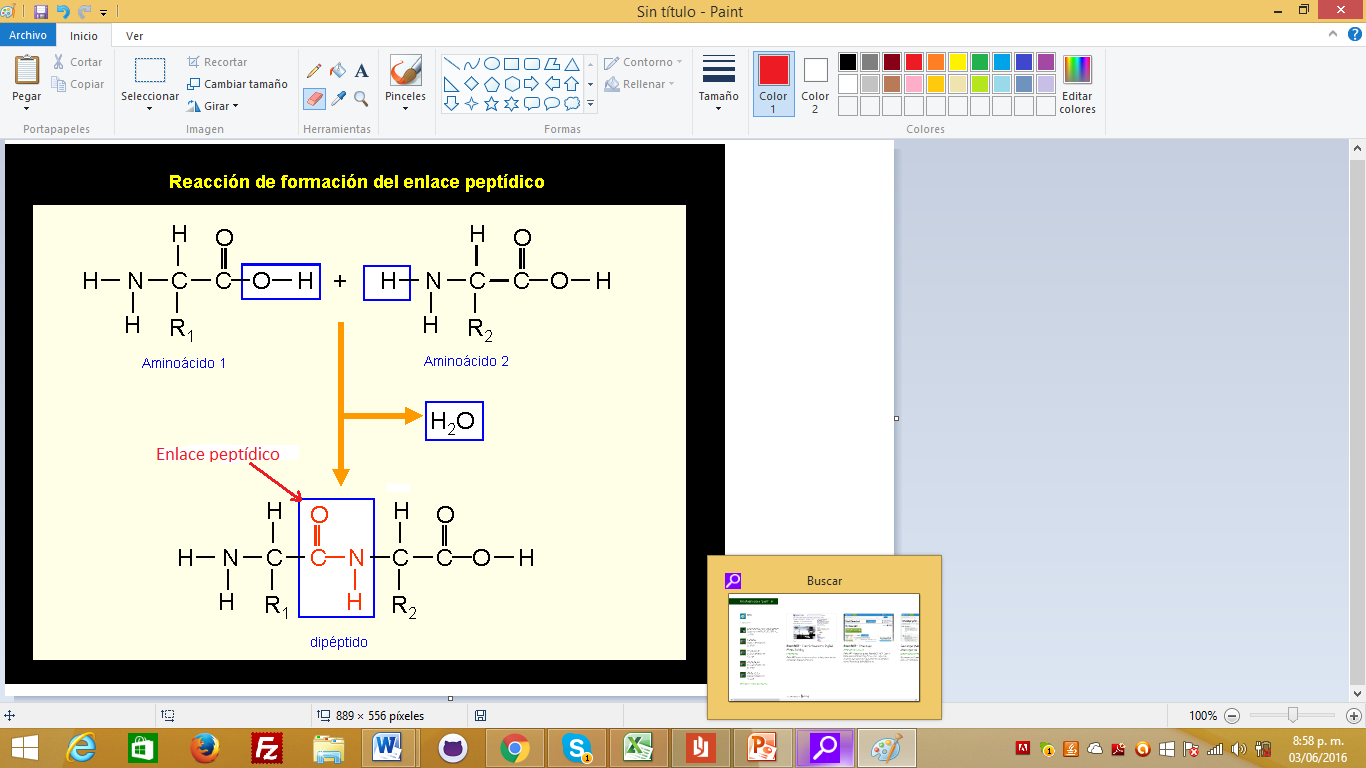 Sin título - Paint
Archivo Inicio Ver
Pegar
Cortar
Copiar
Portapapeles
Seleccionar
Recortar
Cambiar tamaño
Girar
Imagen
A
Herramientas
Pinceles
Contorno
Rellenar
Formas
Tamaño
Color 1
Color 2
Editar colores
Colores
Reacción de formación del enlace peptídico
H O H O
H N C C O H + H N C C O H
H R1 H R2
Aminoácido 1 Aminoácido 2
H2O
Enlace peptídico
H O H O
H N C C N C C O H
H R1 H R2
dipéptido
Buscar
889 × 556 píxeles
100%
8:58 p. m.
03/06/2016